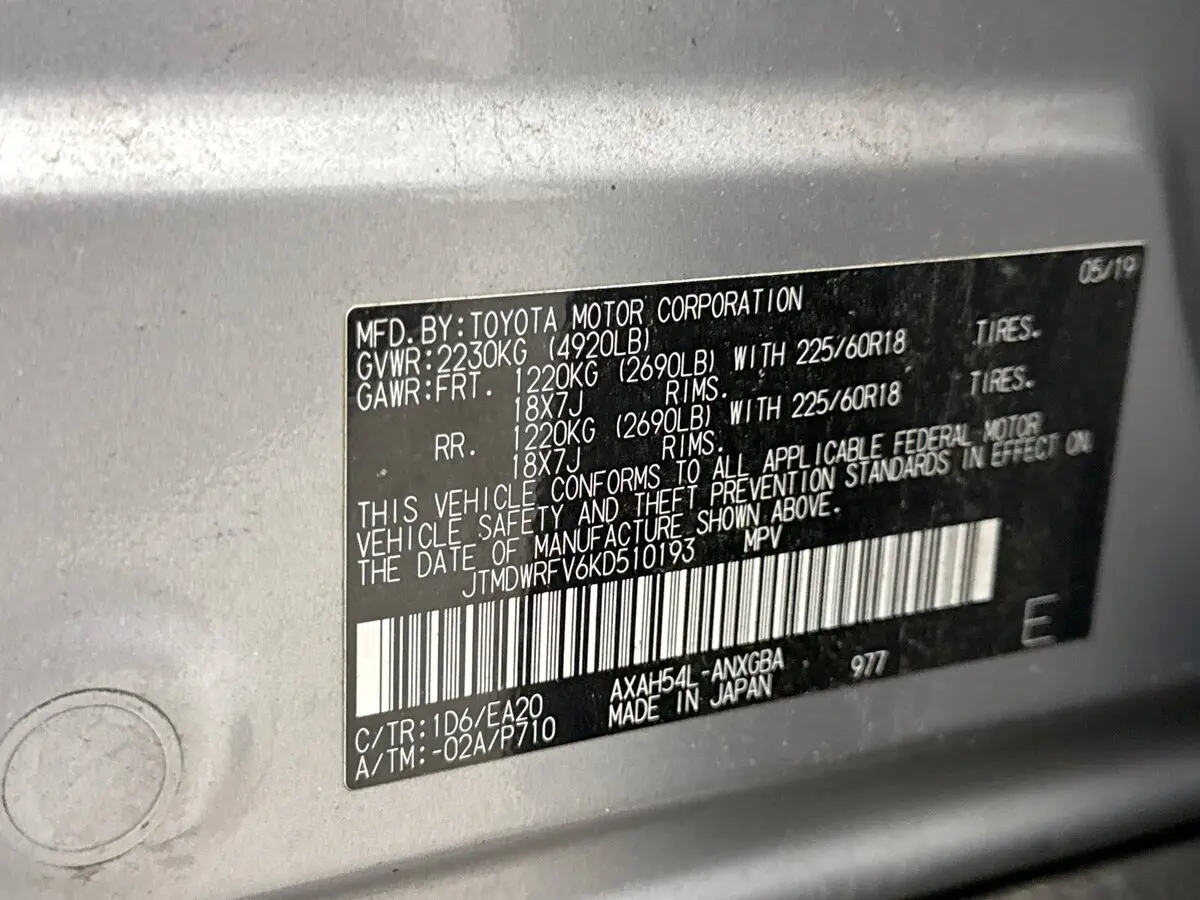 05/19
MFD. BY: TOYOTA MOTOR CORPORATION
GVWR: 2230KG (4920LB)
GAWR: FRT. 1220KG (2690LB) WITH 225/60R18 TIRES.
18X7J RIMS.
RR. 1220KG (2690LB) WITH 225/60R18 TIRES.
18X7J RIMS.
THIS VEHICLE CONFORMS TO ALL APPLICABLE FEDERAL MOTOR
VEHICLE SAFETY AND THEFT PREVENTION STANDARDS IN EFFECT ON
THE DATE OF MANUFACTURE SHOWN ABOVE.
JTMDWRFV6KD510193 MPV
E
C/TR: 1D6/EA20 AXAH54L-ANXGBA 977
A/TM: -02A/P710 MADE IN JAPAN